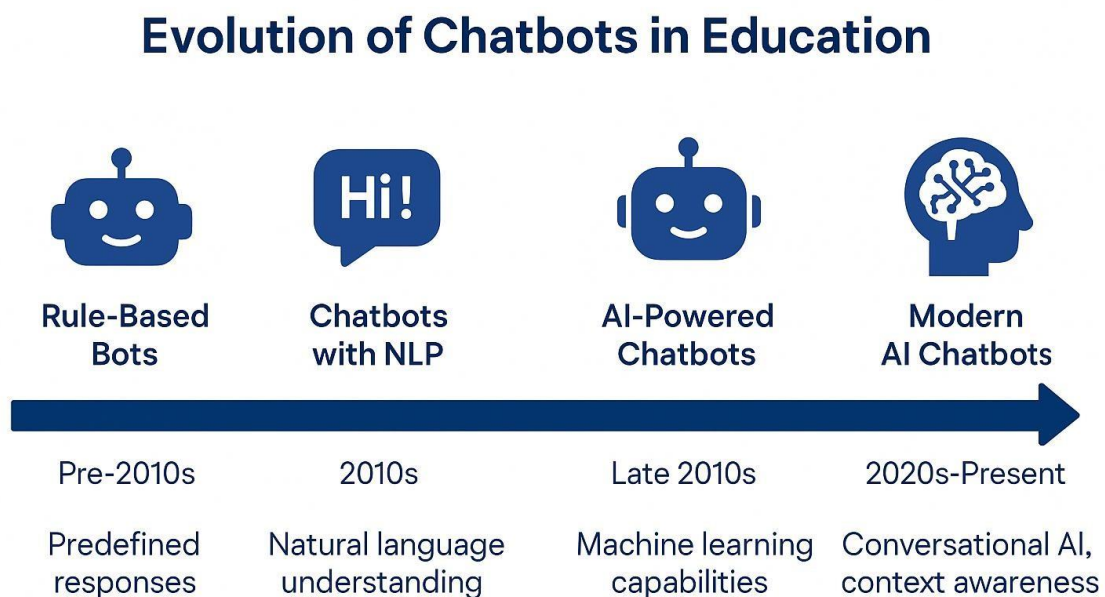 Evolution of Chatbots in Education
Hi!
Rule-Based
Bots
Chatbots
with NLP
AI-Powered
Chatbots
Modern
AI Chatbots
Pre-2010s
2010s
Late 2010s
2020s-Present
Predefined
responses
Natural language
understanding
Machine learning
capabilities
Conversational AI,
context awareness